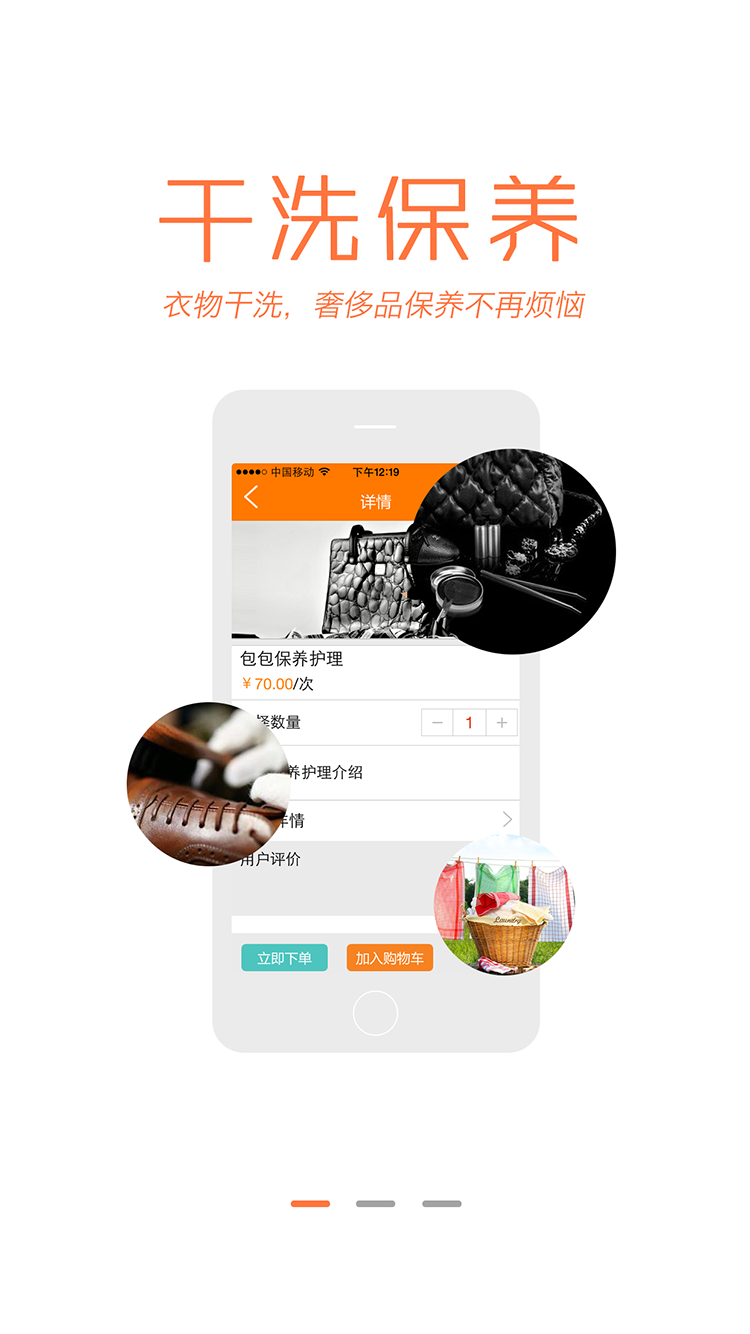 干洗保养
衣物干洗，奢侈品保养不再烦恼
中国移动 下午12:19
详情
包包保养护理
￥70.00/次
择数量
1
养护理介绍
详情
用户评价
Laundry
立即下单
加入购物车